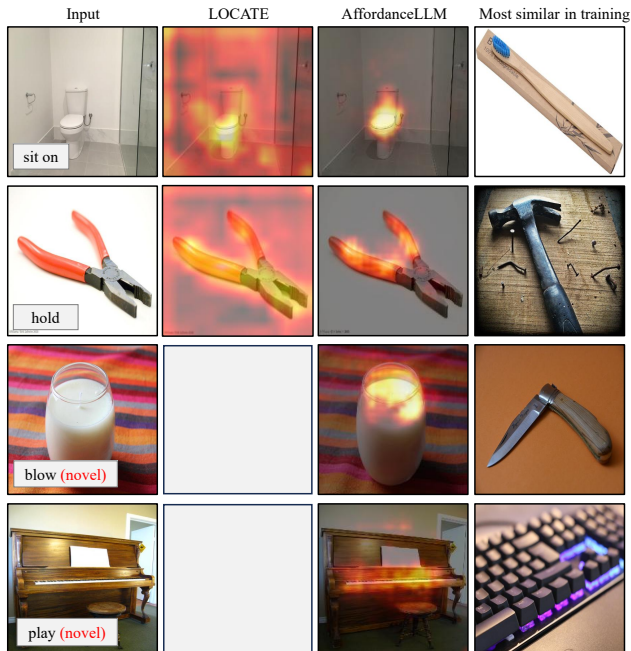 Input LOCATE AffordanceLLM Most similar in training
sit on
hold
blow (novel)
play (novel)